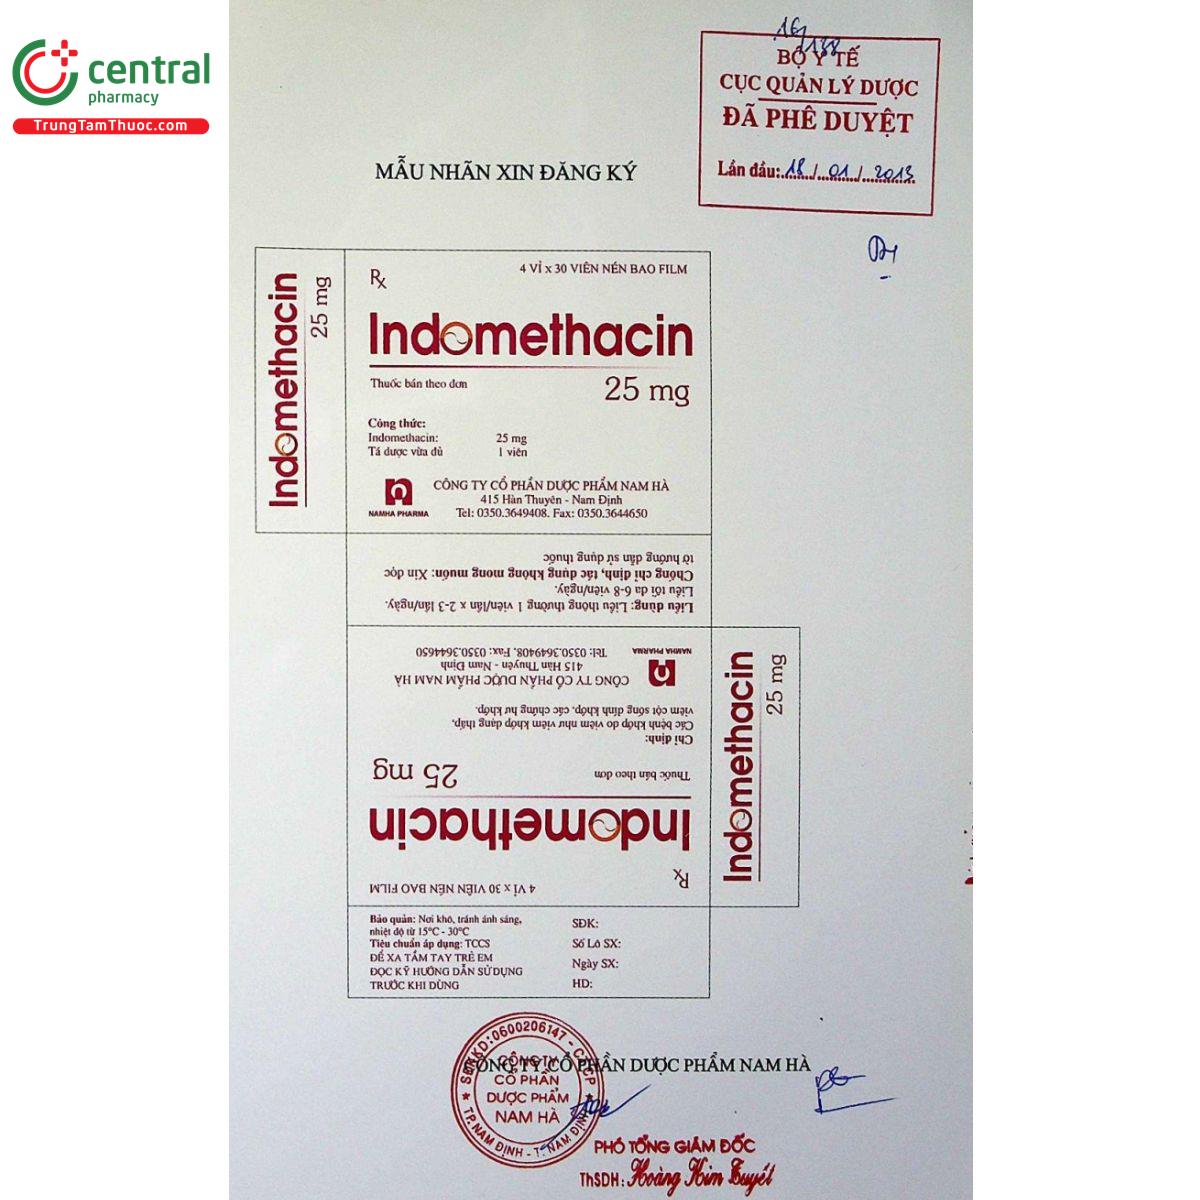 central
pharmacy
TrungTamThuoc.com
16/138
BỘ Y TẾ
CỤC QUẢN LÝ DƯỢC
ĐÃ PHÊ DUYỆT
Lần đầu: 18 / 01 / 2013
MẪU NHÃN XIN ĐĂNG KÝ
Indomethacin
25 mg
Rx
4 VỈ x 30 VIÊN NÉN BAO FILM
Indomethacin
Thuốc bán theo đơn
25 mg
Công thức:
Indomethacin: 25 mg
Tá dược vừa đủ 1 viên
NAMHA PHARMA
CÔNG TY CỔ PHẦN DƯỢC PHẨM NAM HÀ
415 Hàn Thuyên - Nam Định
Tel: 0350.3649408. Fax: 0350.3644650
Liều dùng: Liều thông thường 1 viên/lần x 2-3 lần/ngày.
Liều tối đa 6-8 viên/ngày.
Chống chỉ định, tác dụng không mong muốn: Xin đọc
tờ hướng dẫn sử dụng thuốc
Rx
4 VỈ x 30 VIÊN NÉN BAO FILM
Indomethacin
Thuốc bán theo đơn
25 mg
Chỉ định:
Các bệnh khớp do viêm như viêm khớp dạng thấp,
viêm cột sống dính khớp, các chứng hư khớp.
NAMHA PHARMA
CÔNG TY CỔ PHẦN DƯỢC PHẨM NAM HÀ
415 Hàn Thuyên - Nam Định
Tel: 0350.3649408, Fax: 0350.3644650
Indomethacin
25 mg
Bảo quản: Nơi khô, tránh ánh sáng,
nhiệt độ từ 15°C - 30°C
Tiêu chuẩn áp dụng: TCCS
ĐỂ XA TẦM TAY TRẺ EM
ĐỌC KỸ HƯỚNG DẪN SỬ DỤNG
TRƯỚC KHI DÙNG
SĐK:
Số Lô SX:
Ngày SX:
HD:
CÔNG TY CỔ PHẦN DƯỢC PHẨM NAM HÀ
SĐKKD:0600206147 - C.T.C.P
CÔNG TY
CỔ PHẦN
DƯỢC PHẨM
NAM HÀ
TP. NAM ĐỊNH - T. NAM ĐỊNH
PHÓ TỔNG GIÁM ĐỐC
ThSDH: Hoàng Kim Tuyết